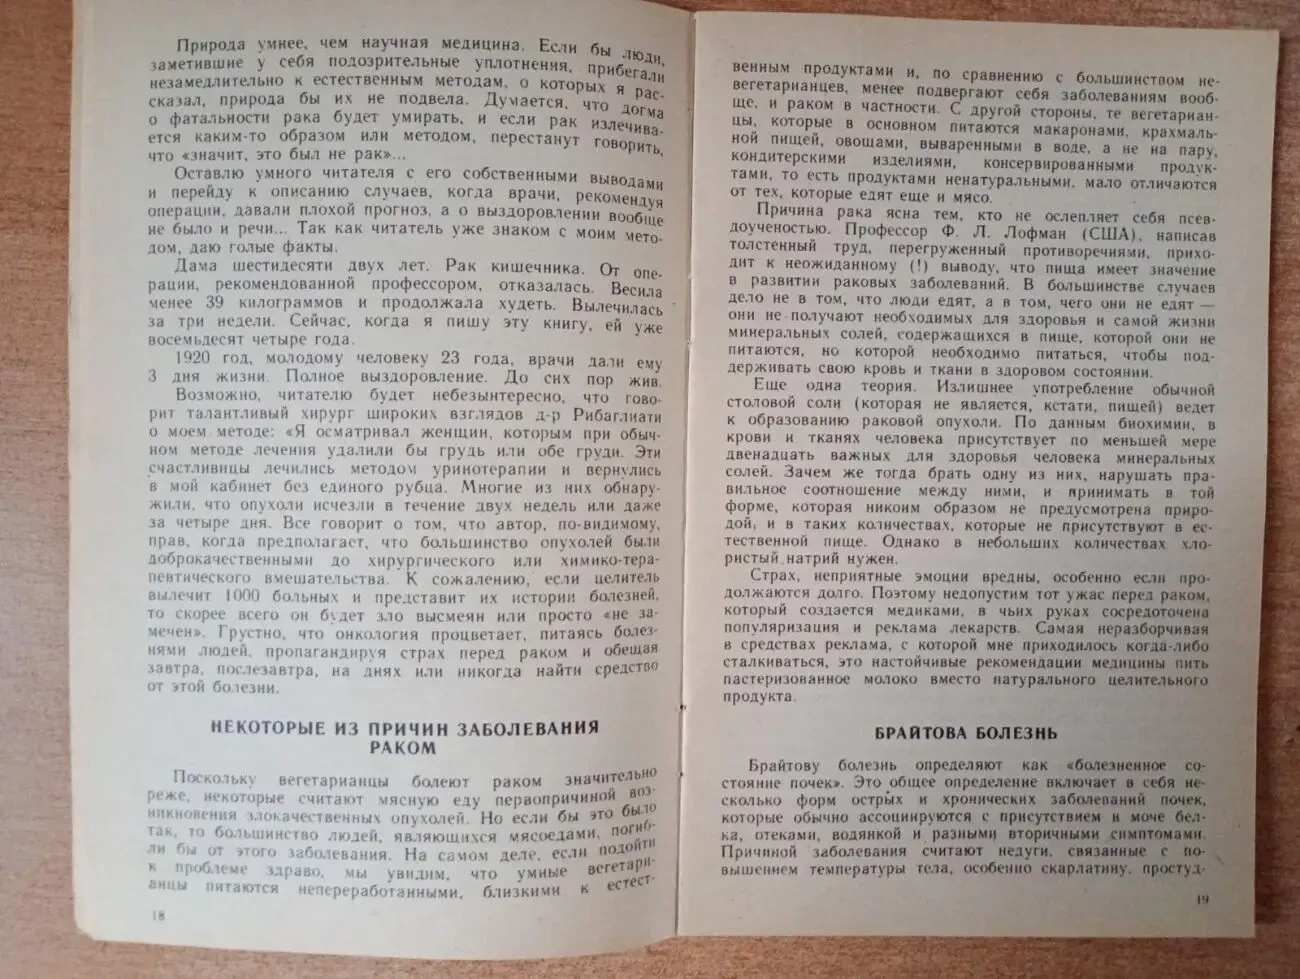 Природа умнее, чем научная медицина. Если бы люди,
заметившие у себя подозрительные уплотнения, прибегали
незамедлительно к естественным методам, о которых я рас-
сказал, природа бы их не подвела. Думается, что догма
о фатальности рака будет умирать, и если рак излечива-
ется каким-то образом или методом, перестанут говорить,
что «значит, это был не рак»...
Оставлю умного читателя с его собственными выводами
и перейду к описанию случаев, когда врачи, рекомендуя
операции, давали плохой прогноз, а о выздоровлении вообще
не было и речи... Так как читатель уже знаком с моим мето-
дом, даю голые факты.
Дама шестидесяти двух лет. Рак кишечника. От опе-
рации, рекомендованной профессором, отказалась. Весила
менее 39 килограммов и продолжала худеть. Вылечилась
за три недели. Сейчас, когда я пишу эту книгу, ей уже
восемьдесят четыре года.
1920 год, молодому человеку 23 года, врачи дали ему
3 дня жизни. Полное выздоровление. До сих пор жив.
Возможно, читателю будет небезынтересно, что гово-
рит талантливый хирург широких взглядов д-р Рибаглиати
о моем методе: «Я осматривал женщин, которым при обыч-
ном методе лечения удалили бы грудь или обе груди. Эти
счастливицы лечились методом уринотерапии и вернулись
в мой кабинет без единого рубца. Многие из них обнару-
жили, что опухоли исчезли в течение двух недель или даже
за четыре дня. Все говорит о том, что автор, по-видимому,
прав, когда предполагает, что большинство опухолей были
доброкачественными до хирургического или химико-тера-
певтического вмешательства. К сожалению, если целитель
вылечит 1000 больных и представит их истории болезней,
то скорее всего он будет зло высмеян или просто «не за-
мечен». Грустно, что онкология процветает, питаясь болез-
нями людей, пропагандируя страх перед раком и обещая
завтра, послезавтра, на днях или никогда найти средство
от этой болезни.
НЕКОТОРЫЕ ИЗ ПРИЧИН ЗАБОЛЕВАНИЯ
РАКОМ
Поскольку вегетарианцы болеют раком значительно
реже, некоторые считают мясную еду первопричиной воз-
никновения злокачественных опухолей. Но если бы это было
так, то большинство людей, являющихся мясоедами, погиб-
ли бы от этого заболевания. На самом деле, если подойти
к проблеме здраво, мы увидим, что умные вегетари-
анцы питаются непереработанными, близкими к естест-
18
венным продуктами и, по сравнению с большинством не-
вегетарианцев, менее подвергают себя заболеваниям вооб-
ще, и раком в частности. С другой стороны, те вегетариан-
цы, которые в основном питаются макаронами, крахмаль-
ной пищей, овощами, вываренными в воде, а не на пару,
кондитерскими изделиями, консервированными продук-
тами, то есть продуктами ненатуральными, мало отличаются
от тех, которые едят еще и мясо.
Причина рака ясна тем, кто не ослепляет себя псев-
доученостью. Профессор Ф. Л. Лофман (США), написав
толстенный труд, перегруженный противоречиями, прихо-
дит к неожиданному (!) выводу, что пища имеет значение
в развитии раковых заболеваний. В большинстве случаев
дело не в том, что люди едят, а в том, чего они не едят —
они не получают необходимых для здоровья и самой жизни
минеральных солей, содержащихся в пище, которой они не
питаются, но которой необходимо питаться, чтобы под-
держивать свою кровь и ткани в здоровом состоянии.
Еще одна теория. Излишнее употребление обычной
столовой соли (которая не является, кстати, пищей) ведет
к образованию раковой опухоли. По данным биохимии, в
крови и тканях человека присутствует по меньшей мере
двенадцать важных для здоровья человека минеральных
солей. Зачем же тогда брать одну из них, нарушать пра-
вильное соотношение между ними, и принимать в той
форме, которая никоим образом не предусмотрена приро-
дой, и в таких количествах, которые не присутствуют в ес-
тественной пище. Однако в небольших количествах хло-
ристый натрий нужен.
Страх, неприятные эмоции вредны, особенно если про-
должаются долго. Поэтому недопустим тот ужас перед раком,
который создается медиками, в чьих руках сосредоточена
популяризация и реклама лекарств. Самая неразборчивая
в средствах реклама, с которой мне приходилось когда-либо
сталкиваться, это настойчивые рекомендации медицины пить
пастеризованное молоко вместо натурального целительного
продукта.
БРАЙТОВА БОЛЕЗНЬ
Брайтову болезнь определяют как «болезненное со-
стояние почек». Это общее определение включает в себя не-
сколько форм острых и хронических заболеваний почек,
которые обычно ассоциируются с присутствием в моче бел-
ка, отеками, водянкой и разными вторичными симптомами.
Причиной заболевания считают недуги, связанные с по-
вышением температуры тела, особенно скарлатину, простуд-
19